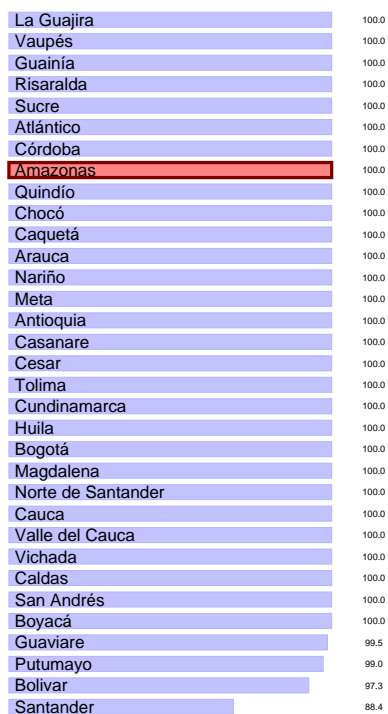 La Guajira 100.0
Vaupés 100.0
Guainía 100.0
Risaralda 100.0
Sucre 100.0
Atlántico 100.0
Córdoba 100.0
Amazonas 100.0
Quindío 100.0
Chocó 100.0
Caquetá 100.0
Arauca 100.0
Nariño 100.0
Meta 100.0
Antioquia 100.0
Casanare 100.0
Cesar 100.0
Tolima 100.0
Cundinamarca 100.0
Huila 100.0
Bogotá 100.0
Magdalena 100.0
Norte de Santander 100.0
Cauca 100.0
Valle del Cauca 100.0
Vichada 100.0
Caldas 100.0
San Andrés 100.0
Boyacá 100.0
Guaviare 99.5
Putumayo 99.0
Bolivar 97.3
Santander 88.4